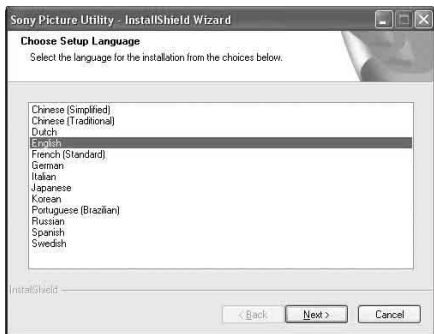 Sony Picture Utility - InstallShield Wizard
Choose Setup Language
Select the language for the installation from the choices below.
Chinese (Simplified)
Chinese (Traditional)
Dutch
English
French (Standard)
German
Italian
Japanese
Korean
Portuguese (Brazilian)
Russian
Spanish
Swedish
InstallShield
< Back Next > Cancel